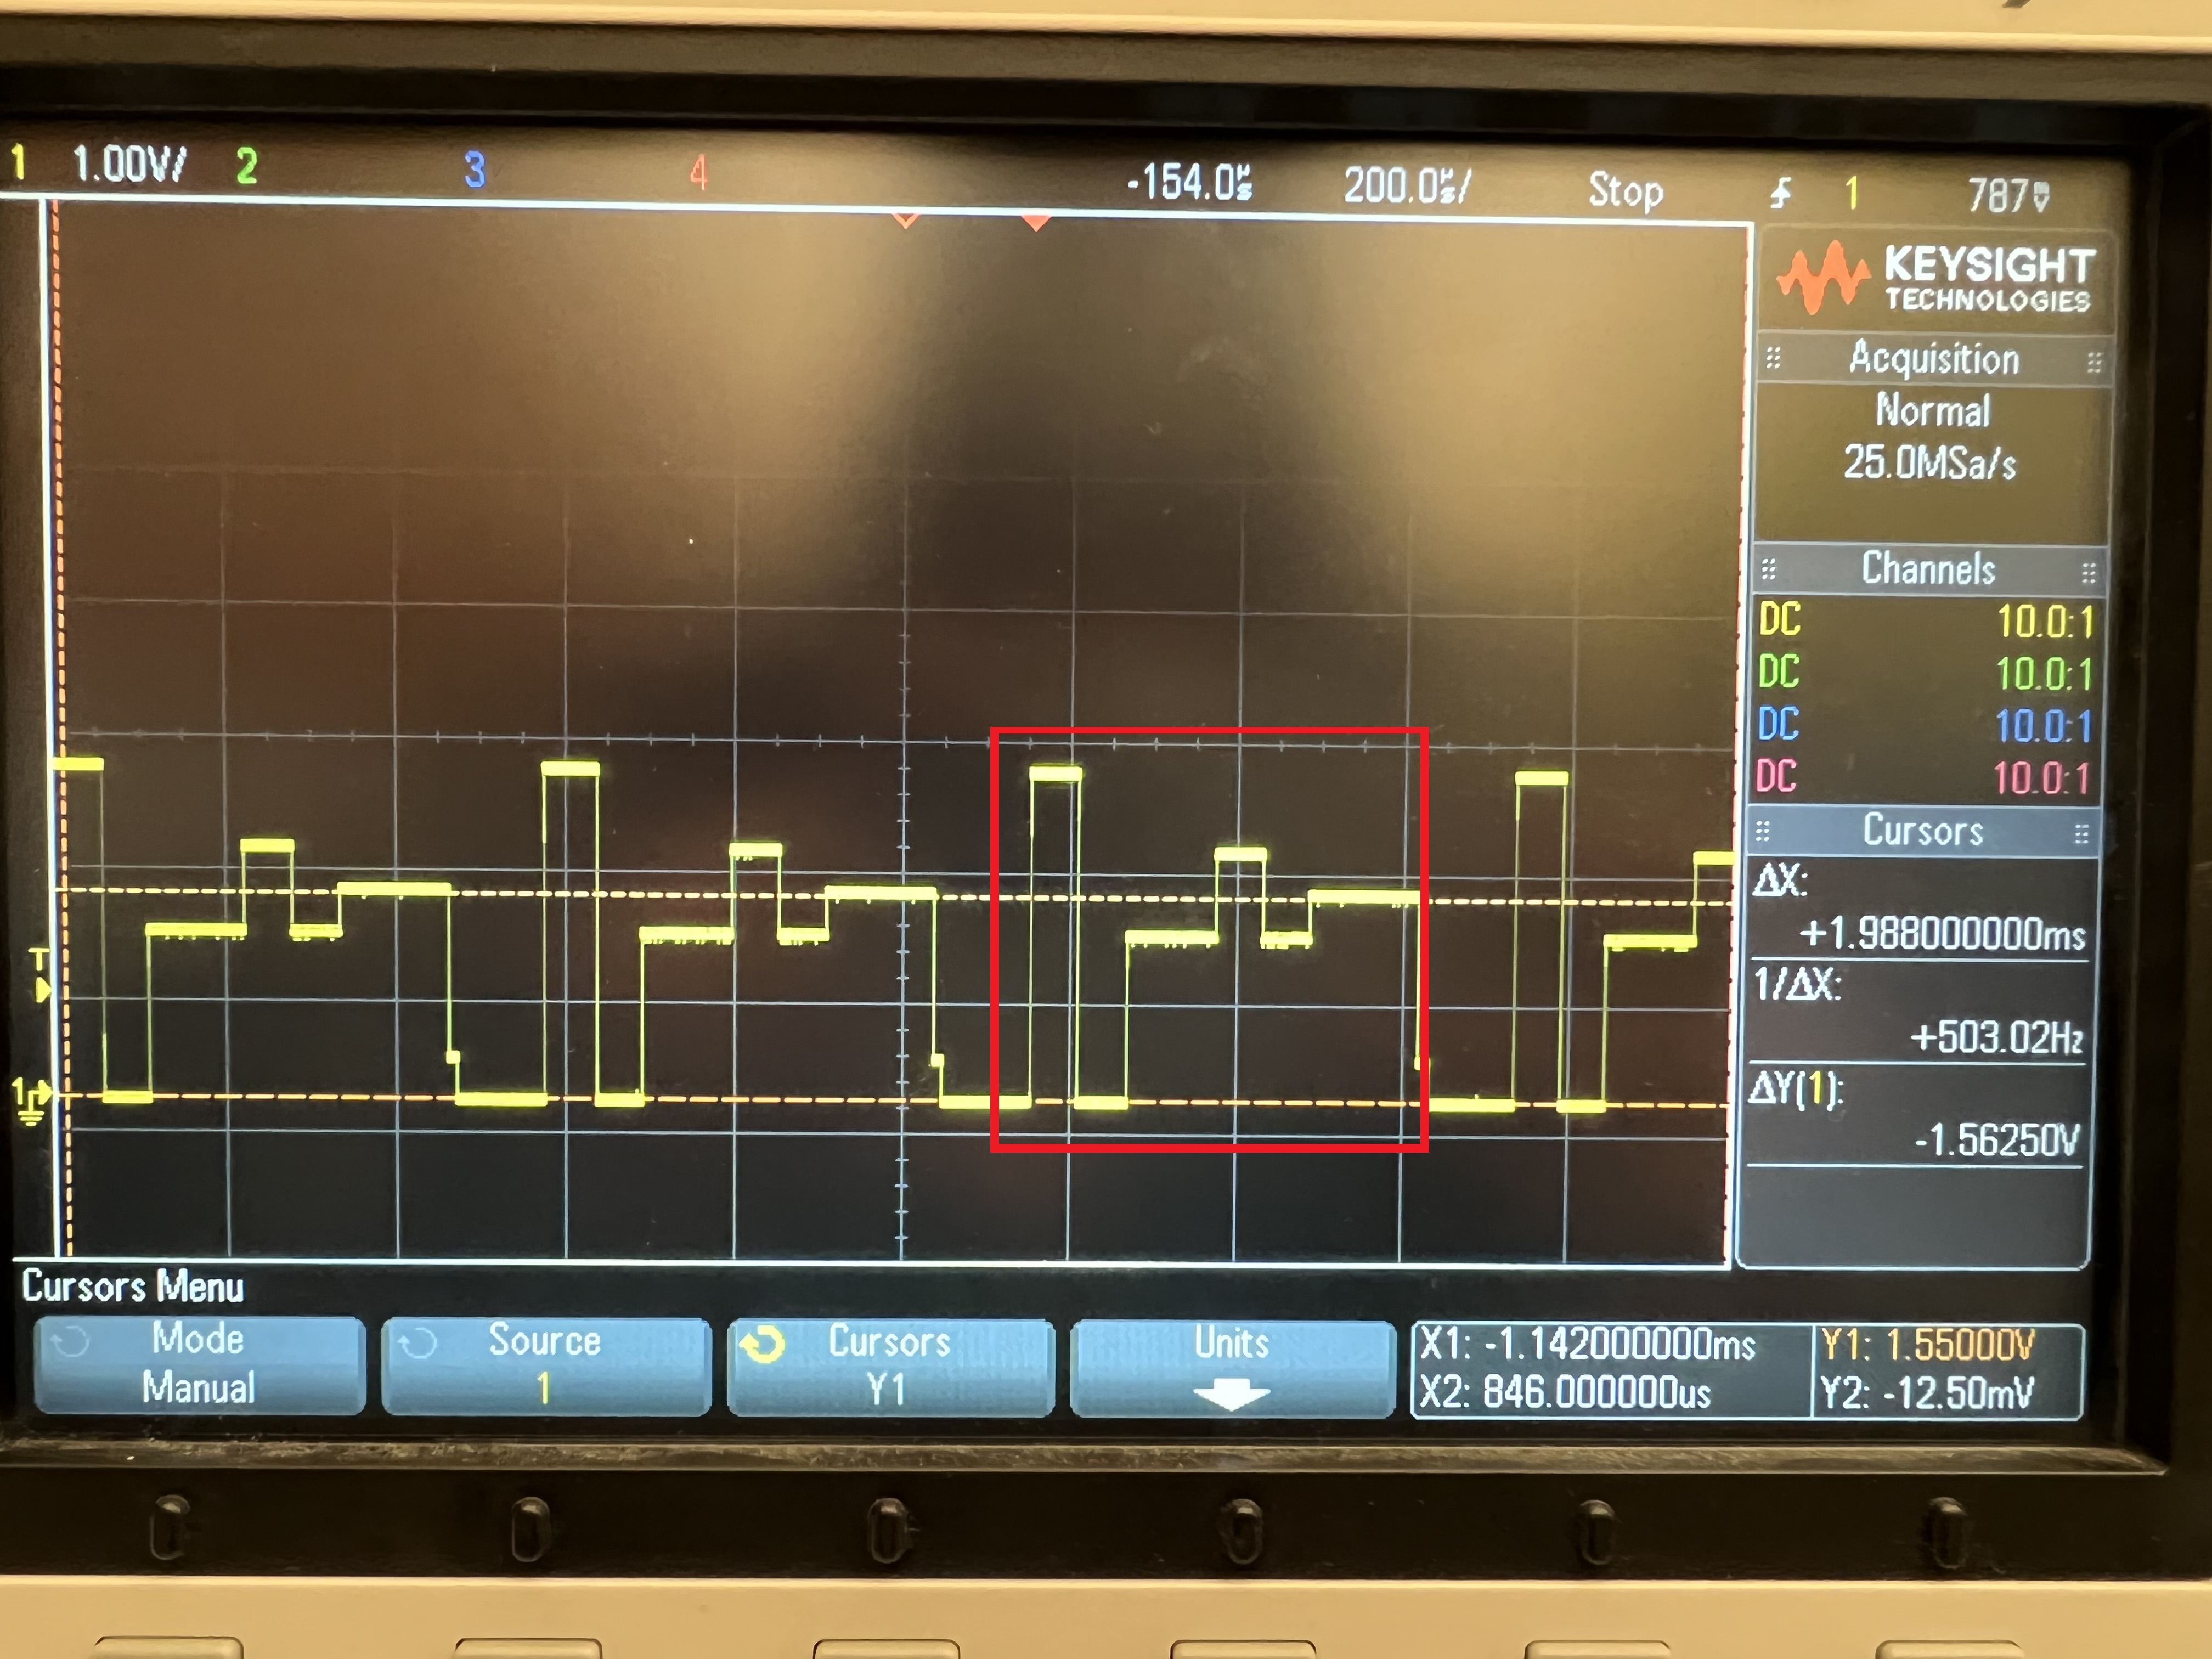 1 1.00V/ 2 3 4 -154.0us 200.0us/ Stop 1 787mV
KEYSIGHT
TECHNOLOGIES
Acquisition
Normal
25.0MSa/s
Channels
DC 10.0:1
DC 10.0:1
DC 10.0:1
DC 10.0:1
Cursors
ΔX:
+1.988000000ms
1/ΔX:
+503.02Hz
ΔY(1):
-1.56250V
T
1
Cursors Menu
Mode
Manual
Source
1
Cursors
Y1
Units
X1: -1.142000000ms
X2: 846.000000us
Y1: 1.55000V
Y2: -12.50mV